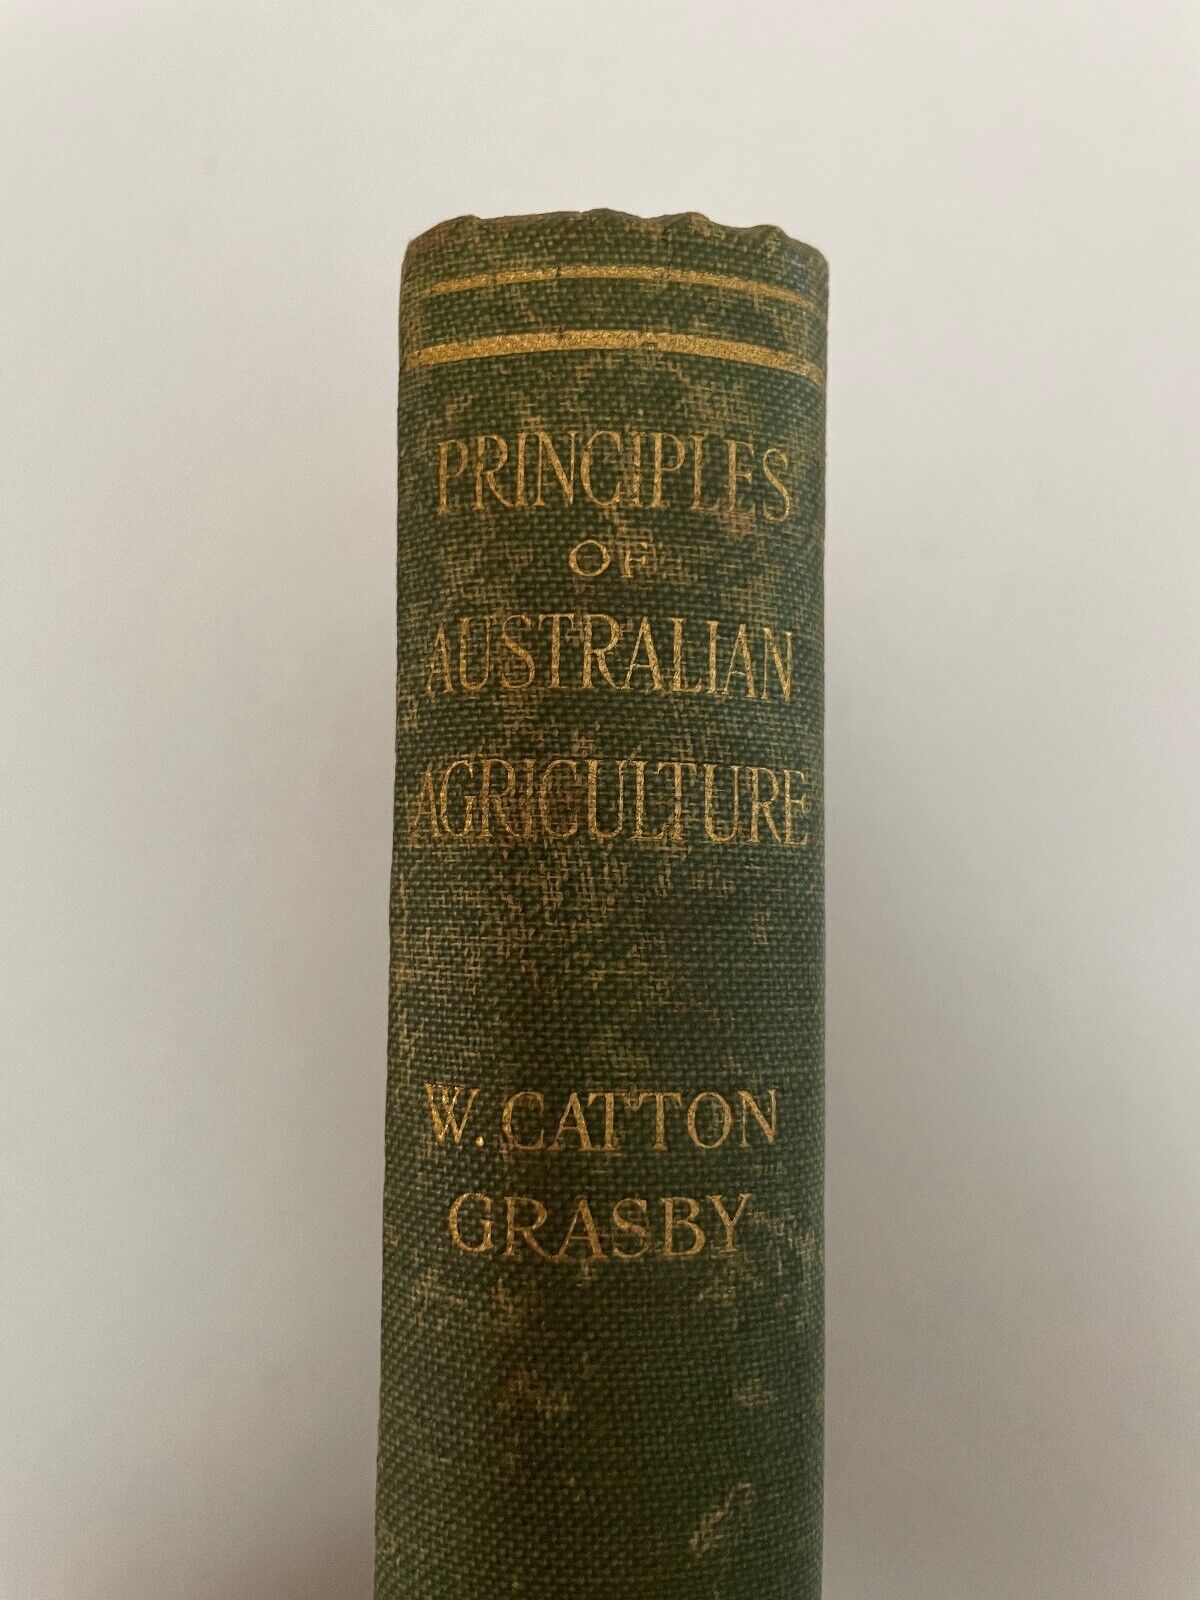 PRINCIPLES
OF
AUSTRALIAN
AGRICULTURE
W. CATTON
GRASBY